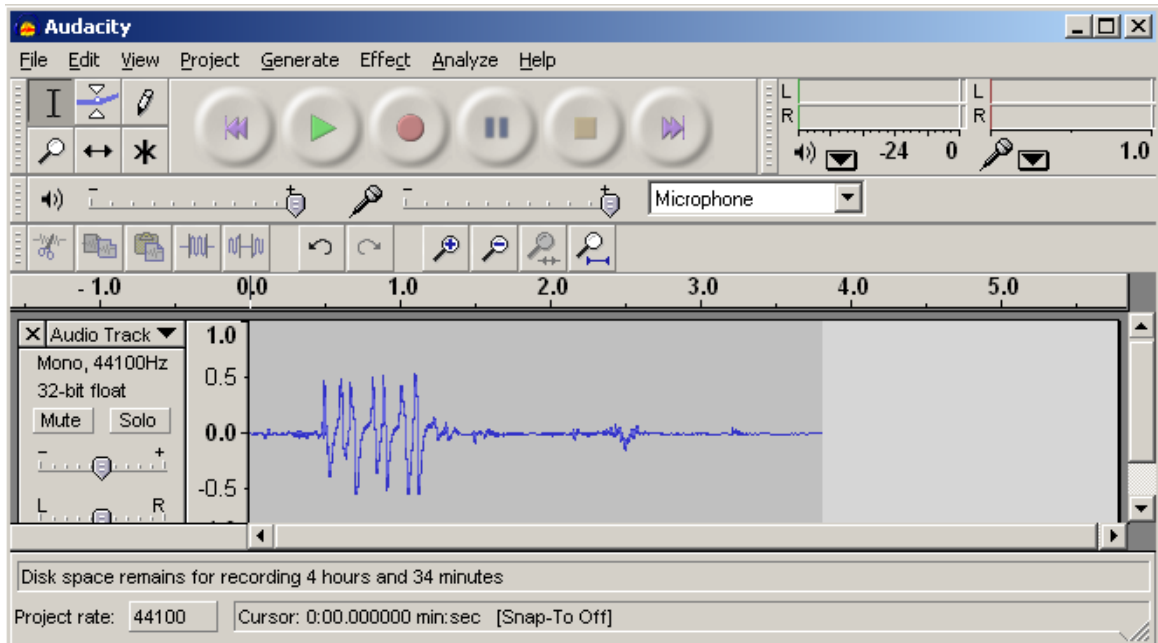 Audacity
File Edit View Project Generate Effect Analyze Help
L L
R R
-24 0 1.0
- + - + Microphone
- 1.0 0.0 1.0 2.0 3.0 4.0 5.0
Audio Track 1.0
Mono, 44100Hz
32-bit float 0.5
Mute Solo
0.0
- +
-0.5
L R
Disk space remains for recording 4 hours and 34 minutes
Project rate: 44100 Cursor: 0:00.000000 min:sec [Snap-To Off]